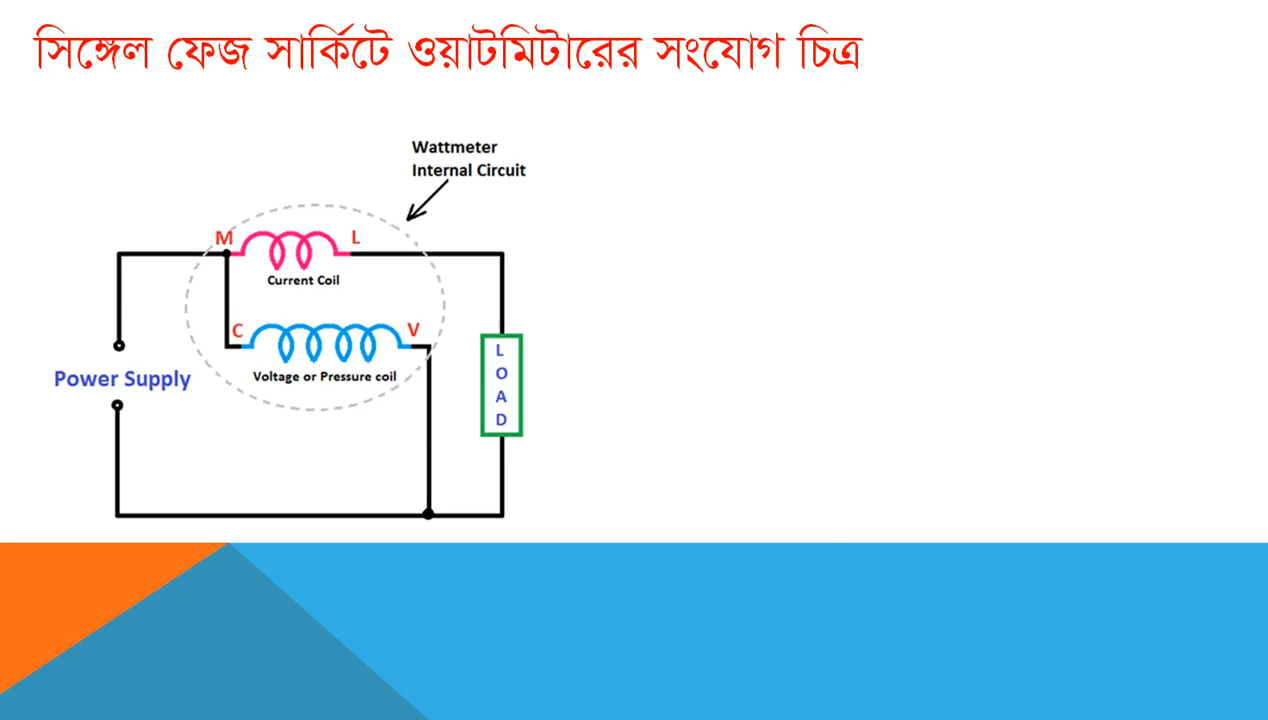 সিঙ্গেল ফেজ সার্কিটে ওয়াটমিটারের সংযোগ চিত্র
Wattmeter
Internal Circuit
M
L
Current Coil
C
V
Voltage or Pressure coil
Power Supply
L
O
A
D